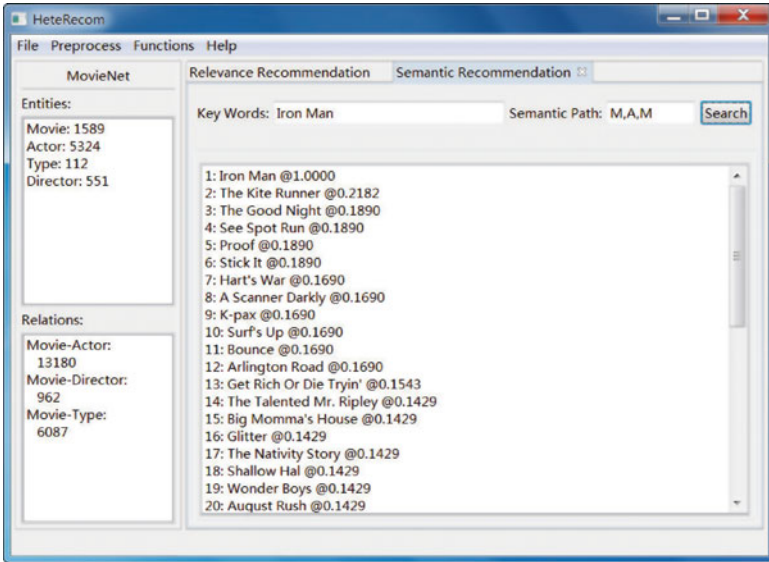 HeteRecom
File Preprocess Functions Help
MovieNet
Entities:
Movie: 1589
Actor: 5324
Type: 112
Director: 551
Relations:
Movie-Actor:
13180
Movie-Director:
962
Movie-Type:
6087
Relevance Recommendation Semantic Recommendation
Key Words: Iron Man Semantic Path: M,A,M Search
1: Iron Man @1.0000
2: The Kite Runner @0.2182
3: The Good Night @0.1890
4: See Spot Run @0.1890
5: Proof @0.1890
6: Stick It @0.1890
7: Hart's War @0.1690
8: A Scanner Darkly @0.1690
9: K-pax @0.1690
10: Surf's Up @0.1690
11: Bounce @0.1690
12: Arlington Road @0.1690
13: Get Rich Or Die Tryin' @0.1543
14: The Talented Mr. Ripley @0.1429
15: Big Momma's House @0.1429
16: Glitter @0.1429
17: The Nativity Story @0.1429
18: Shallow Hal @0.1429
19: Wonder Boys @0.1429
20: August Rush @0.1429